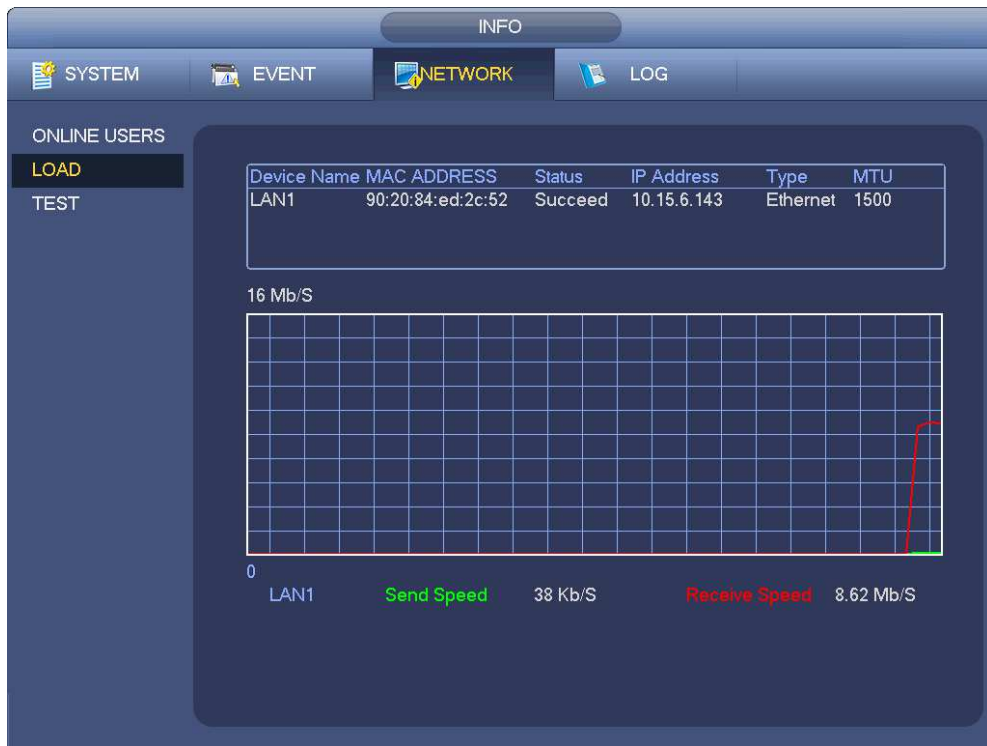 INFO
SYSTEM EVENT NETWORK LOG
ONLINE USERS
LOAD
TEST
Device Name MAC ADDRESS Status IP Address Type MTU
LAN1 90:20:84:ed:2c:52 Succeed 10.15.6.143 Ethernet 1500
16 Mb/S
0
LAN1 Send Speed 38 Kb/S Receive Speed 8.62 Mb/S